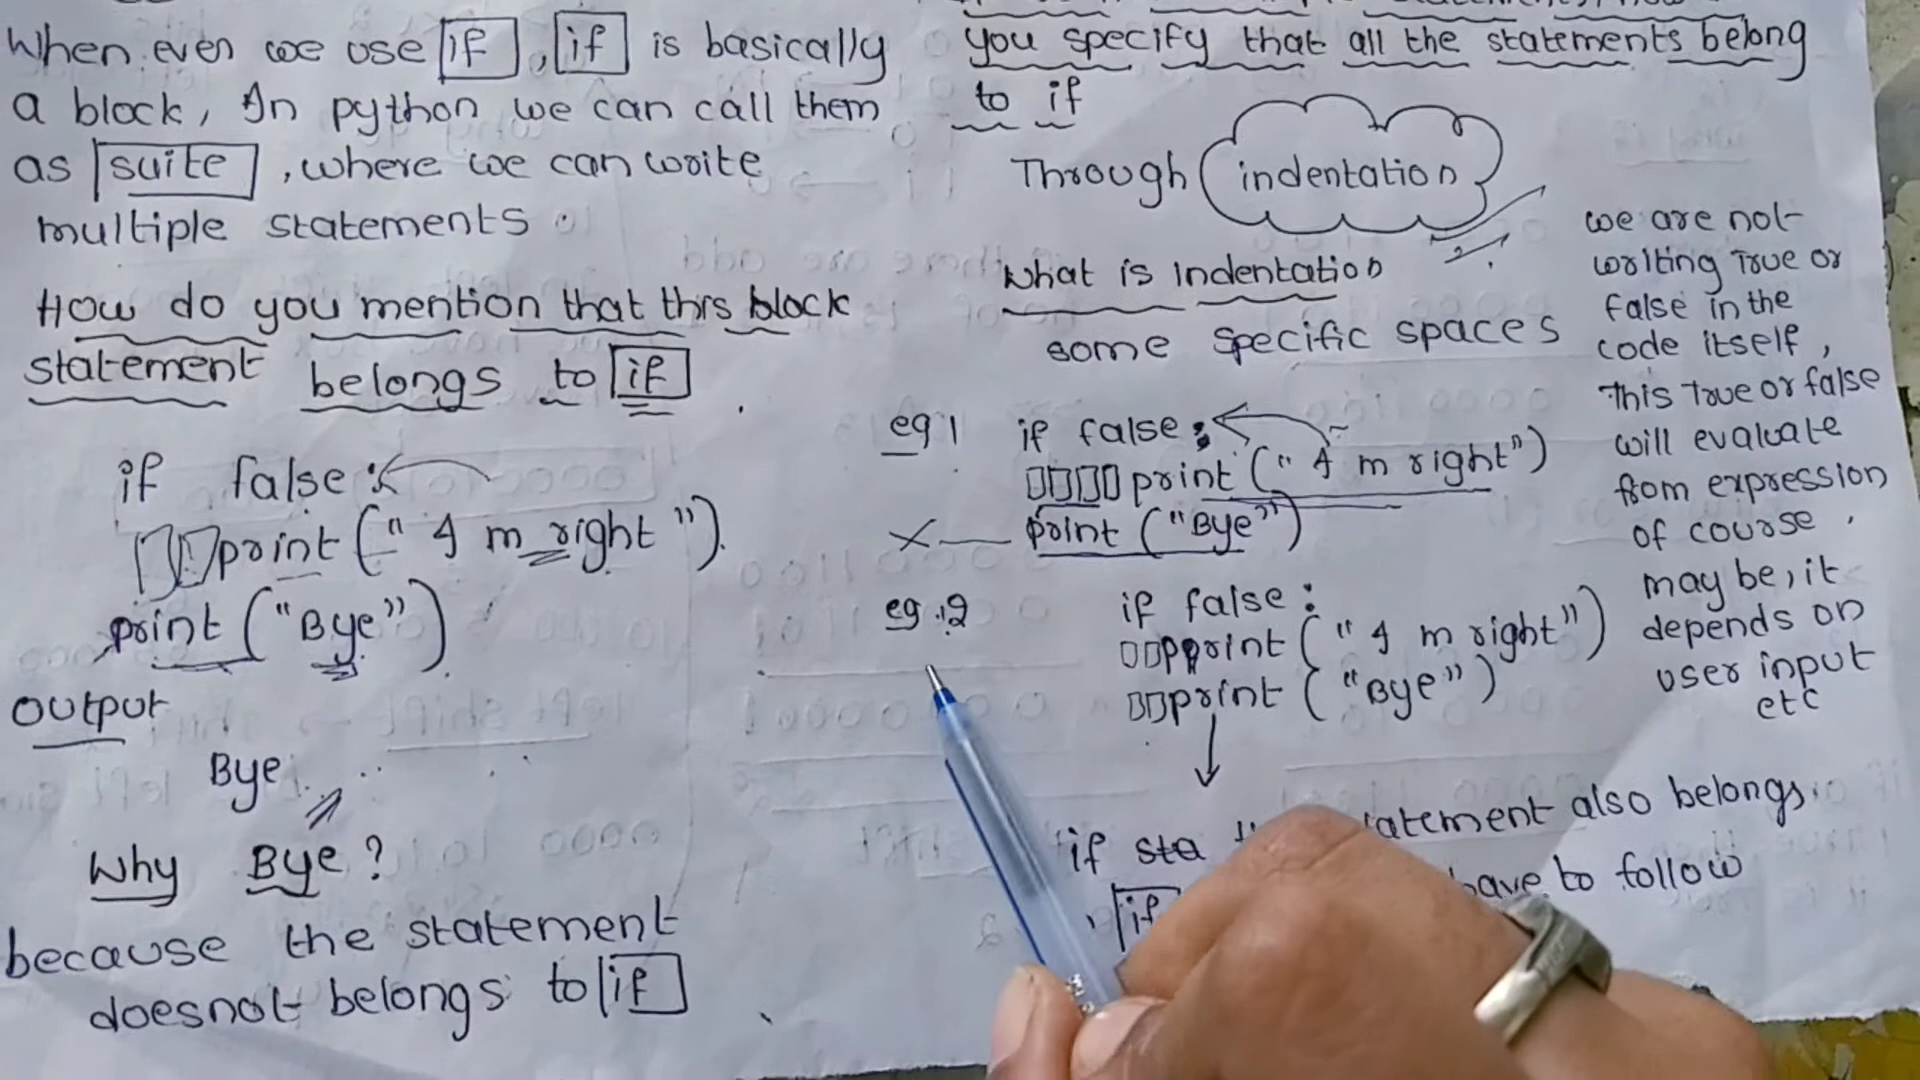 When even we use if, if is basically
a block, In python we can call them
as suite, where we can write
multiple statements.
How do you mention that this block
statement belongs to if.
if false:
print ("I m right").
print ("Bye")
output
Bye
Why Bye?
because the statement
doesnot belongs to if
you specify that all the statements belong
to if
Through indentation
What is Indentation
some specific spaces
eg 1 if false:
print ("I m right")
print ("Bye")
eg:2 if false:
print ("I m right")
print ("Bye")
if sta
also belongs
if have to follow
we are not
writing True or
false in the
code itself,
This True or false
will evaluate
from expression
of course.
may be, it
depends on
user input
etc